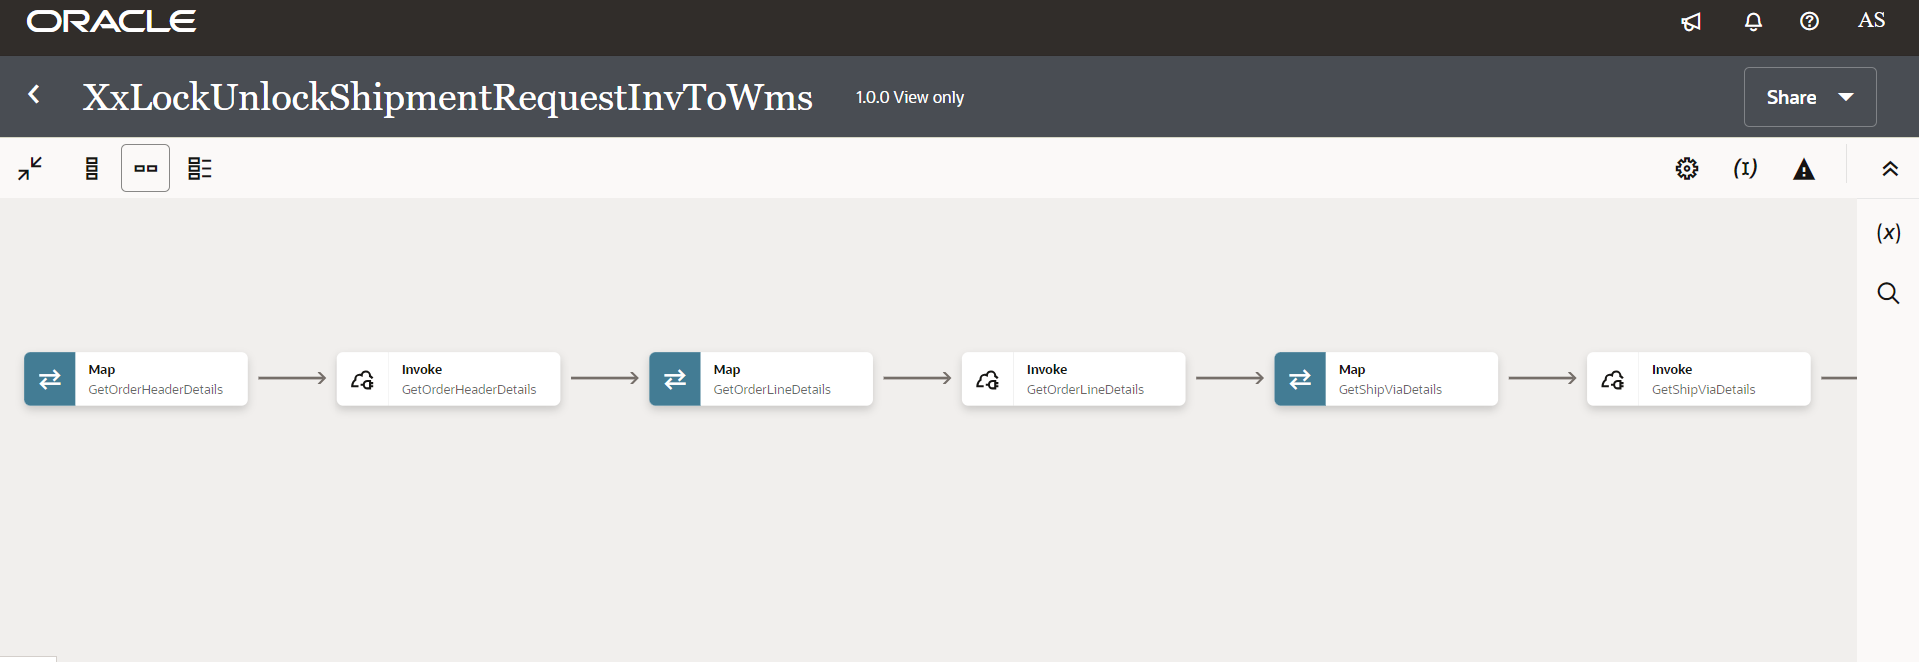 ORACLE
AS
XxLockUnlockShipmentRequestInvToWms
1.0.0 View only
Share
(I)
(x)
Map
GetOrderHeaderDetails
Invoke
GetOrderHeaderDetails
Map
GetOrderLineDetails
Invoke
GetOrderLineDetails
Map
GetShipViaDetails
Invoke
GetShipViaDetails